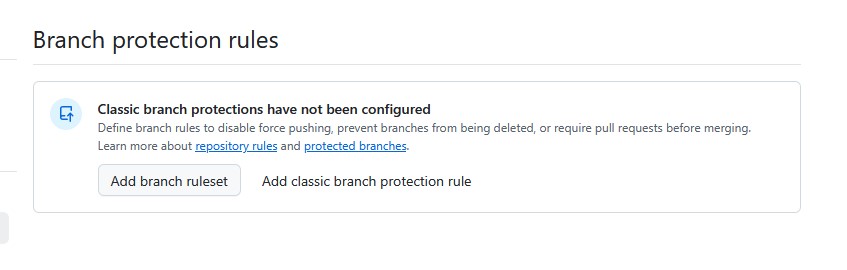 Branch protection rules
Classic branch protections have not been configured
Define branch rules to disable force pushing, prevent branches from being deleted, or require pull requests before merging.
Learn more about repository rules and protected branches.
Add branch ruleset Add classic branch protection rule